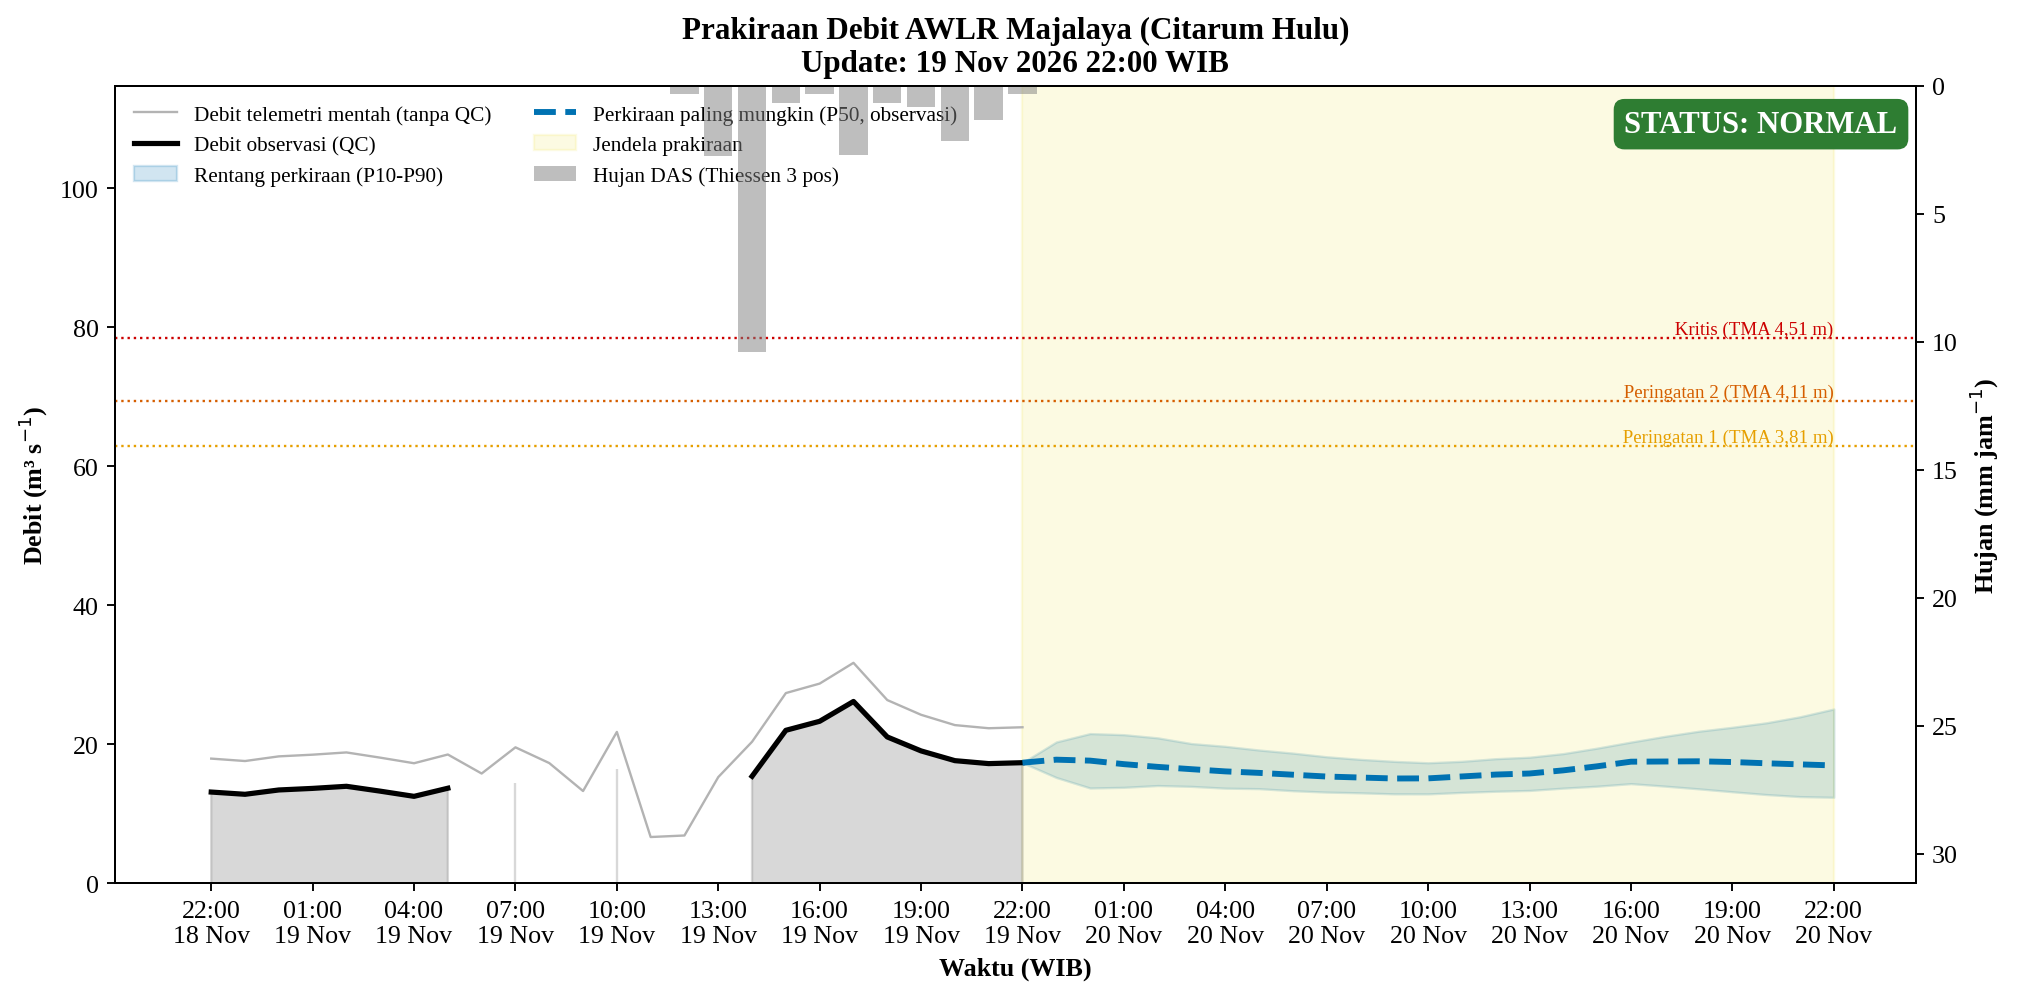 Prakiraan Debit AWLR Majalaya (Citarum Hulu)
Update: 19 Nov 2026 22:00 WIB
Debit telemetri mentah (tanpa QC)
Debit observasi (QC)
Rentang perkiraan (P10-P90)
Perkiraan paling mungkin (P50, observasi)
Jendela prakiraan
Hujan DAS (Thiessen 3 pos)
STATUS: NORMAL
Kritis (TMA 4,51 m)
Peringatan 2 (TMA 4,11 m)
Peringatan 1 (TMA 3,81 m)
Debit (m³ s⁻¹)
100
80
60
40
20
0
Hujan (mm jam⁻¹)
0
5
10
15
20
25
30
22:00 01:00 04:00 07:00 10:00 13:00 16:00 19:00 22:00 01:00 04:00 07:00 10:00 13:00 16:00 19:00 22:00
18 Nov 19 Nov 19 Nov 19 Nov 19 Nov 19 Nov 19 Nov 19 Nov 19 Nov 20 Nov 20 Nov 20 Nov 20 Nov 20 Nov 20 Nov 20 Nov 20 Nov
Waktu (WIB)